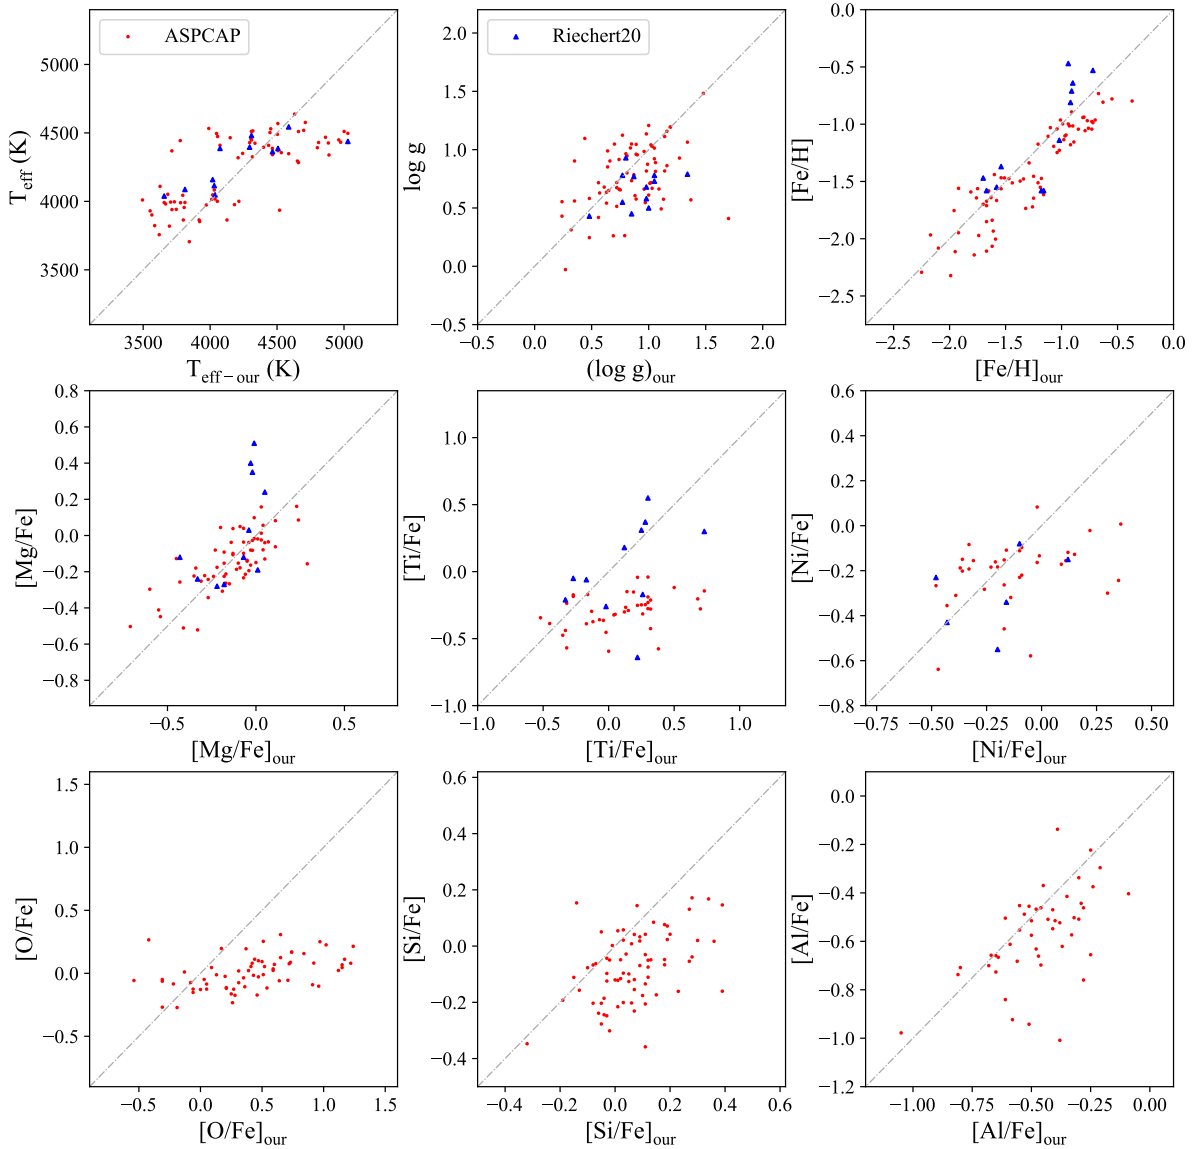 ASPCAP
5000
4500
4000
3500
T_eff (K)
3500 4000 4500 5000
T_eff−our (K)
Riechert20
2.0
1.5
1.0
0.5
0.0
−0.5
log g
−0.5 0.0 0.5 1.0 1.5 2.0
(log g)_our
0.0
−0.5
−1.0
−1.5
−2.0
−2.5
[Fe/H]
−2.5 −2.0 −1.5 −1.0 −0.5 0.0
[Fe/H]_our
0.8
0.6
0.4
0.2
0.0
−0.2
−0.4
−0.6
−0.8
[Mg/Fe]
−0.5 0.0 0.5
[Mg/Fe]_our
1.0
0.5
0.0
−0.5
−1.0
[Ti/Fe]
−1.0 −0.5 0.0 0.5 1.0
[Ti/Fe]_our
0.6
0.4
0.2
0.0
−0.2
−0.4
−0.6
−0.8
[Ni/Fe]
−0.75 −0.50 −0.25 0.00 0.25 0.50
[Ni/Fe]_our
1.5
1.0
0.5
0.0
−0.5
[O/Fe]
−0.5 0.0 0.5 1.0 1.5
[O/Fe]_our
0.6
0.4
0.2
0.0
−0.2
−0.4
[Si/Fe]
−0.4 −0.2 0.0 0.2 0.4 0.6
[Si/Fe]_our
0.0
−0.2
−0.4
−0.6
−0.8
−1.0
−1.2
[Al/Fe]
−1.00 −0.75 −0.50 −0.25 0.00
[Al/Fe]_our